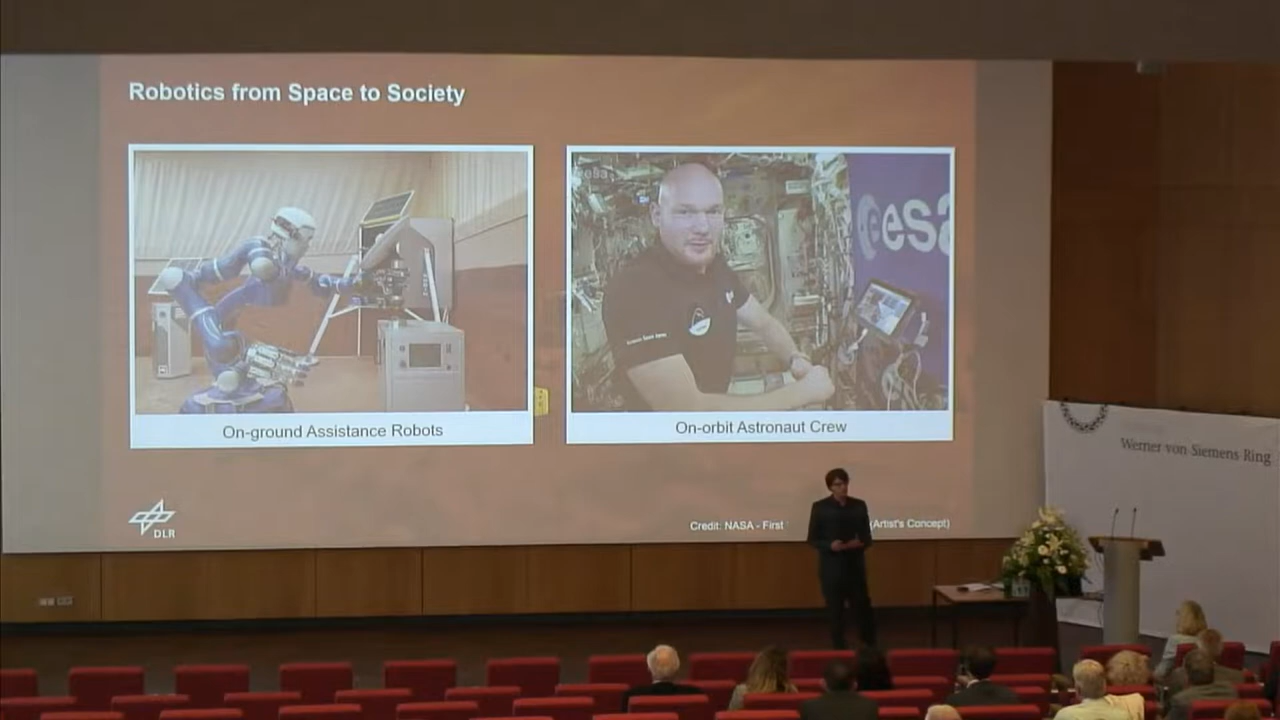 Robotics from Space to Society
esa
esa
On-ground Assistance Robots
On-orbit Astronaut Crew
DLR
Credit: NASA - First
(Artist's Concept)
Werner von Siemens Ring